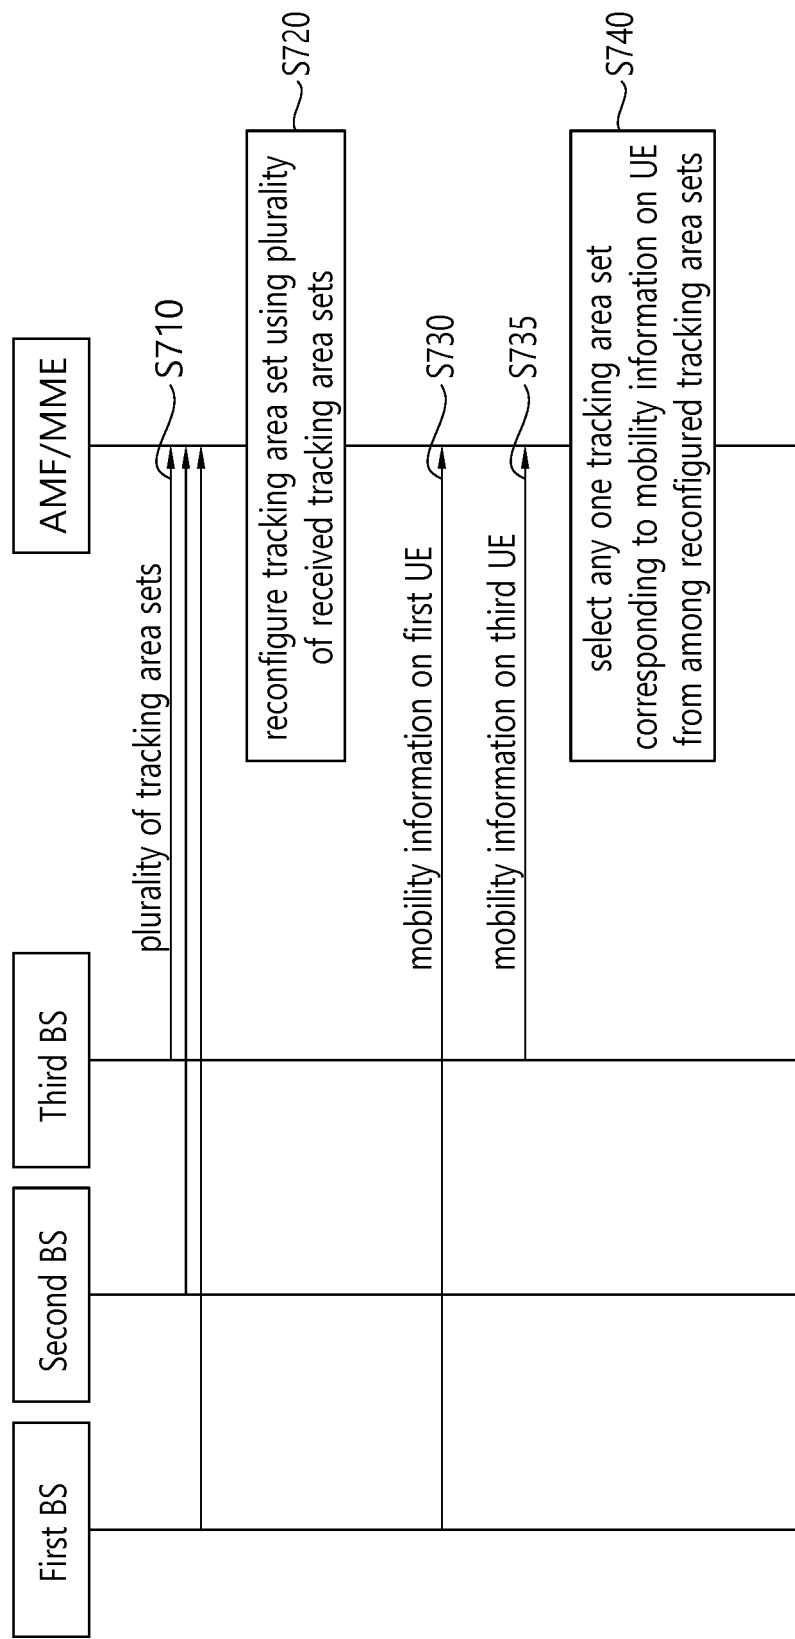 First BS
Second BS
Third BS
AMF/MME
plurality of tracking area sets
S710
reconfigure tracking area set using plurality
of received tracking area sets
S720
mobility information on first UE
S730
mobility information on third UE
S735
select any one tracking area set
corresponding to mobility information on UE
from among reconfigured tracking area sets
S740